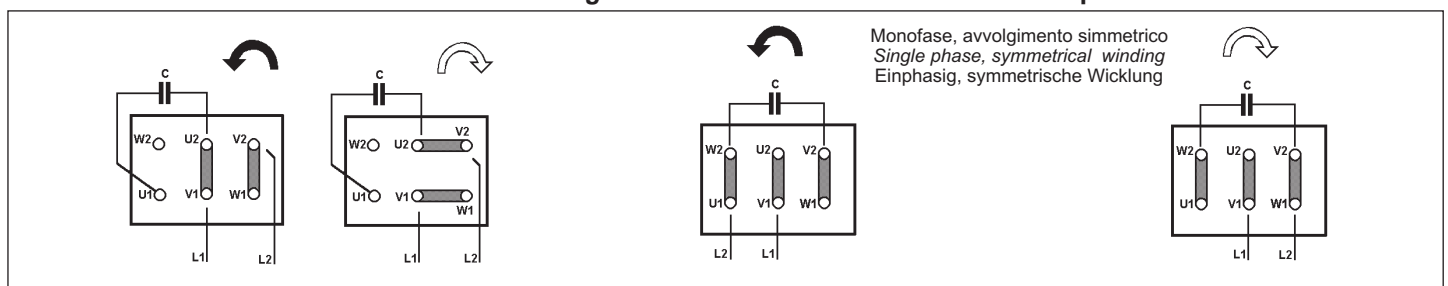 C
W2 U2 V2
U1 V1 W1
L1 L2
C
V2
W2 U2
U1 V1
W1
L1 L2
C
W2 U2 V2
U1 V1 W1
L2 L1
Monofase, avvolgimento simmetrico
Single phase, symmetrical winding
Einphasig, symmetrische Wicklung
C
W2 U2 V2
U1 V1 W1
L1 L2